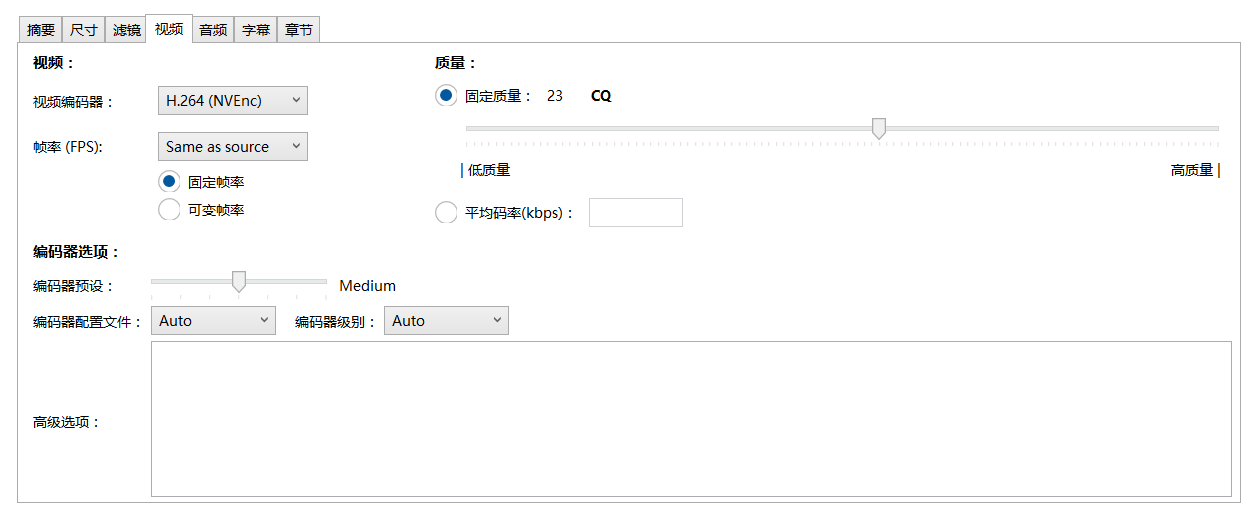 摘要 尺寸 滤镜 视频 音频 字幕 章节
视频：
视频编码器： H.264 (NVEnc)
帧率 (FPS): Same as source
固定帧率
可变帧率
质量：
固定质量： 23 CQ
低质量 高质量
平均码率(kbps)：
编码器选项：
编码器预设： Medium
编码器配置文件： Auto 编码器级别： Auto
高级选项：